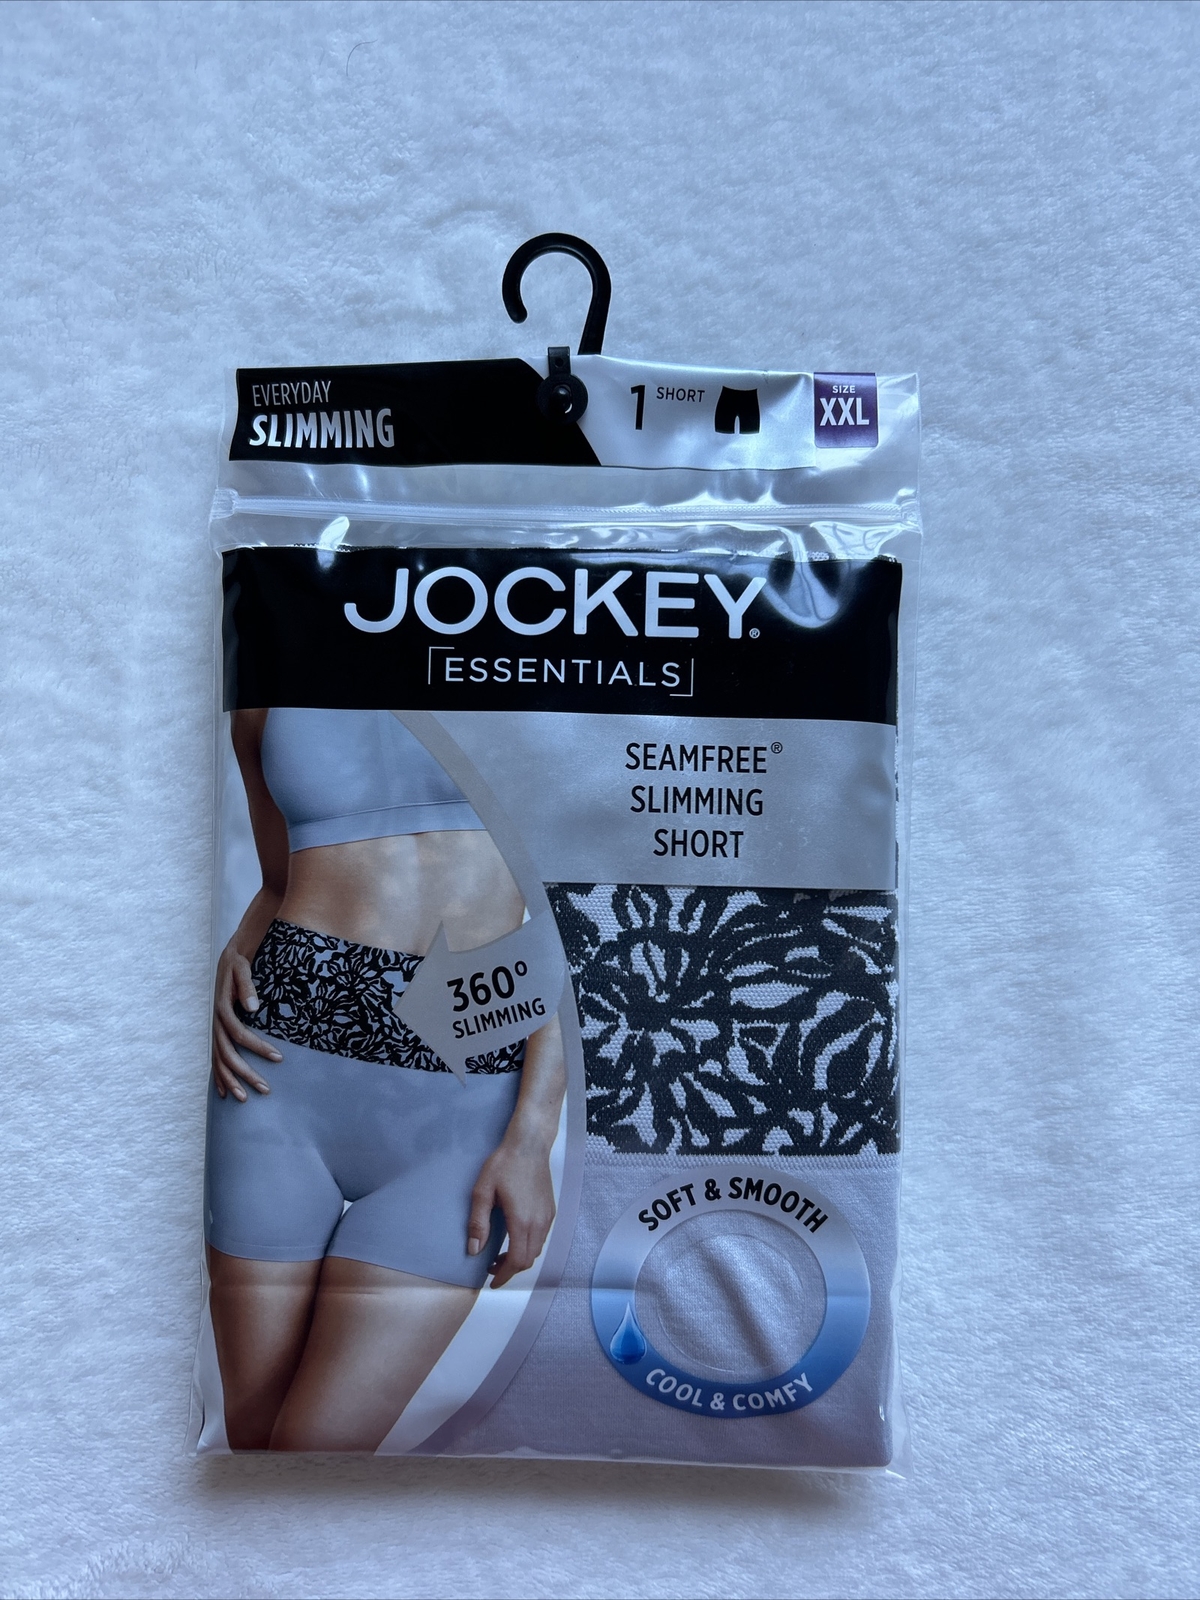 EVERYDAY
SLIMMING
1 SHORT
SIZE
XXL
JOCKEY®
ESSENTIALS
SEAMFREE®
SLIMMING
SHORT
360°
SLIMMING
SOFT & SMOOTH
COOL & COMFY